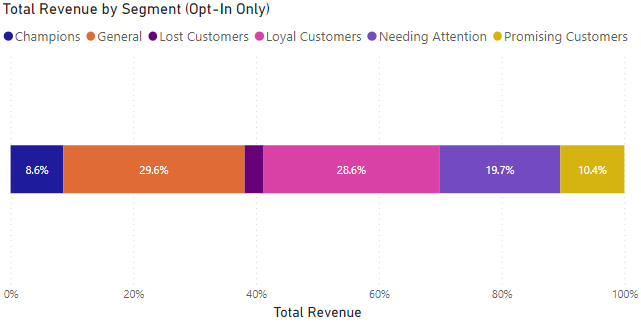 Total Revenue by Segment (Opt-In Only)
Champions General Lost Customers Loyal Customers Needing Attention Promising Customers
8.6% 29.6% 28.6% 19.7% 10.4%
0% 20% 40% 60% 80% 100%
Total Revenue